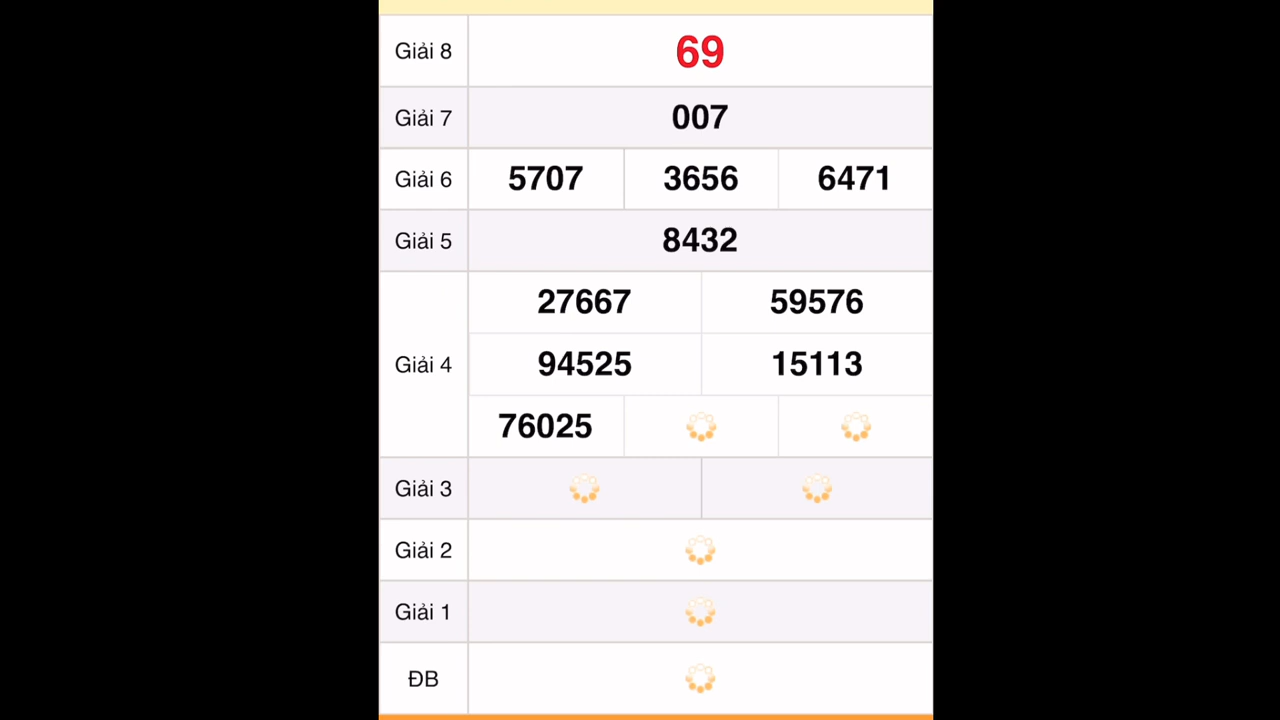 Giải 8 69
Giải 7 007
Giải 6 5707 3656 6471
Giải 5 8432
27667 59576
Giải 4 94525 15113
76025
Giải 3
Giải 2
Giải 1
ĐB